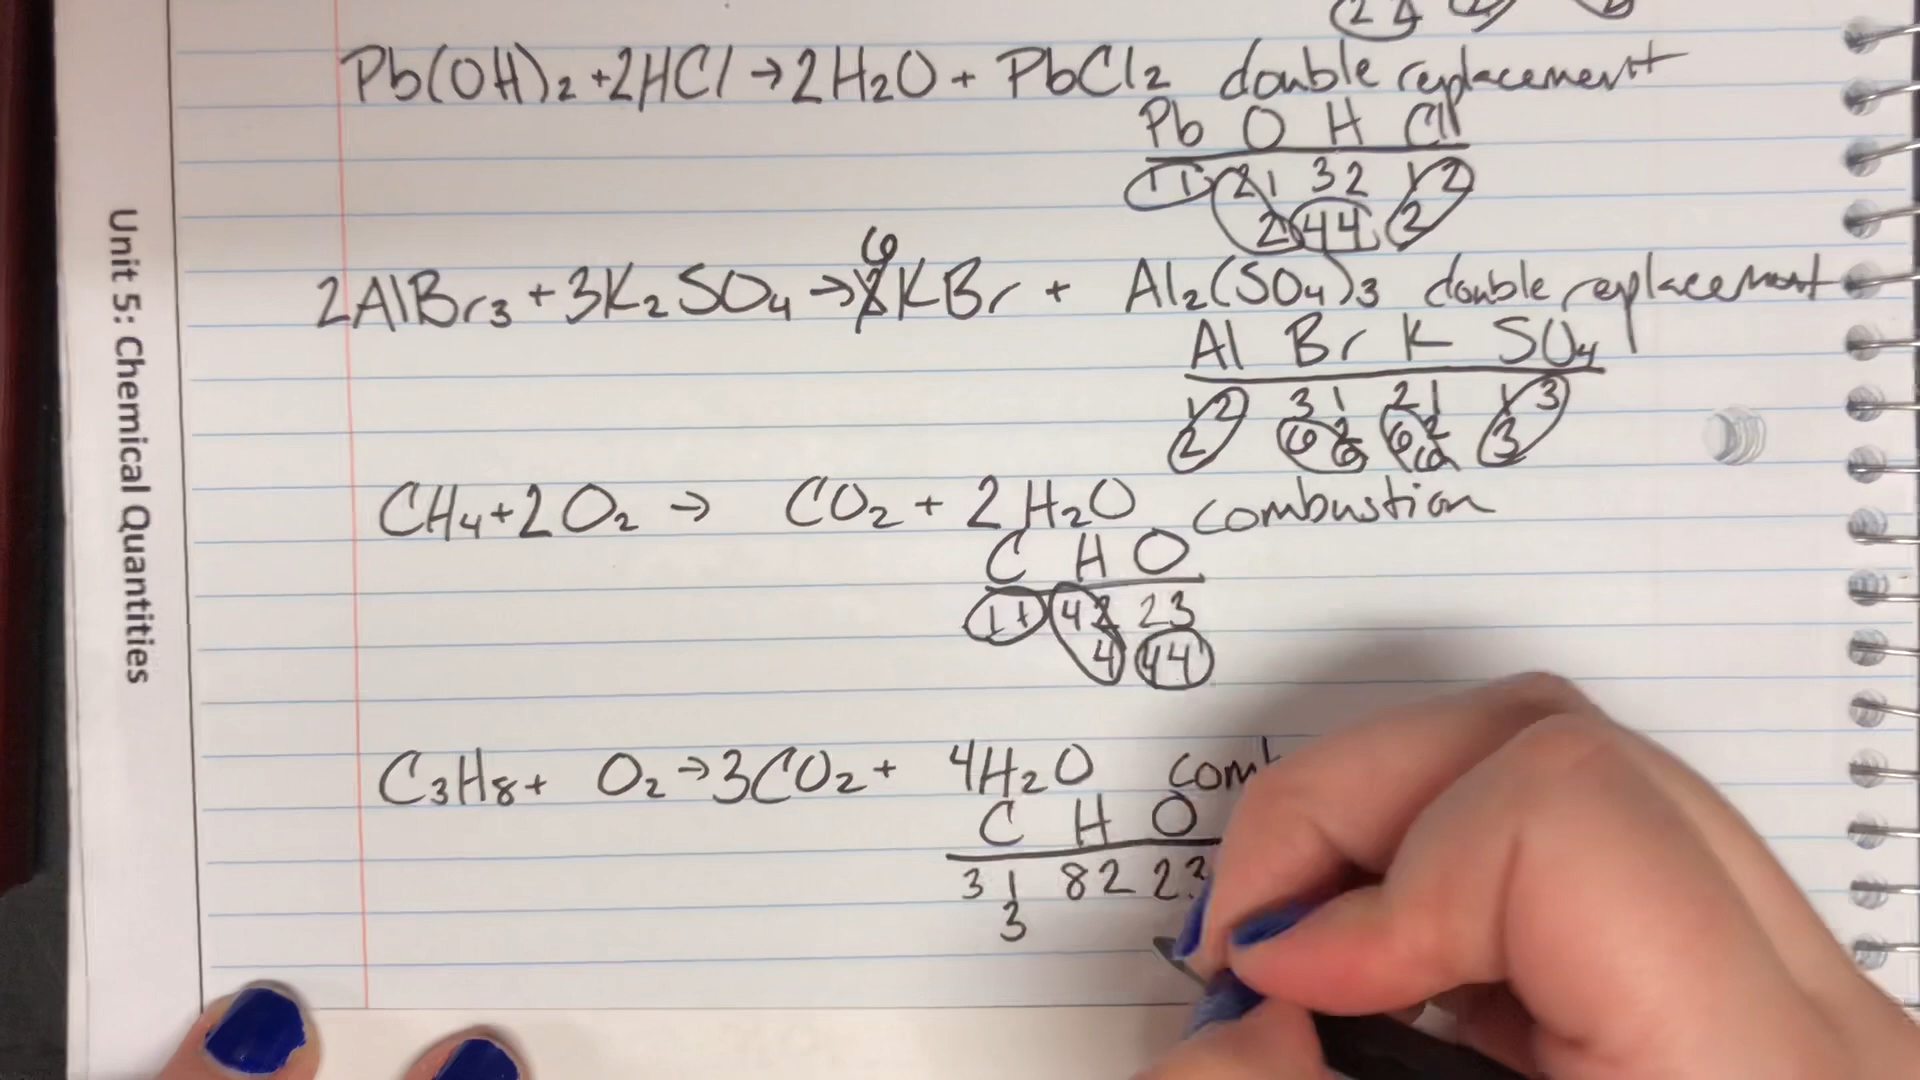 Unit 5: Chemical Quantities
Pb(OH)2 + 2HCl → 2H2O + PbCl2 double replacement
Pb O H Cl
1 1 2 1 3 2 1 2
2 4 4 2
6
2AlBr3 + 3K2SO4 → 2KBr + Al2(SO4)3 double replacement
Al Br K SO4
1 2 3 1 2 1 1 3
2 6 2 6 2 3
6 6
CH4 + 2O2 → CO2 + 2H2O combustion
C H O
1 1 4 2 2 3
4 4 4
C3H8 + O2 → 3CO2 + 4H2O
C H O
3 1 8 2 2
3